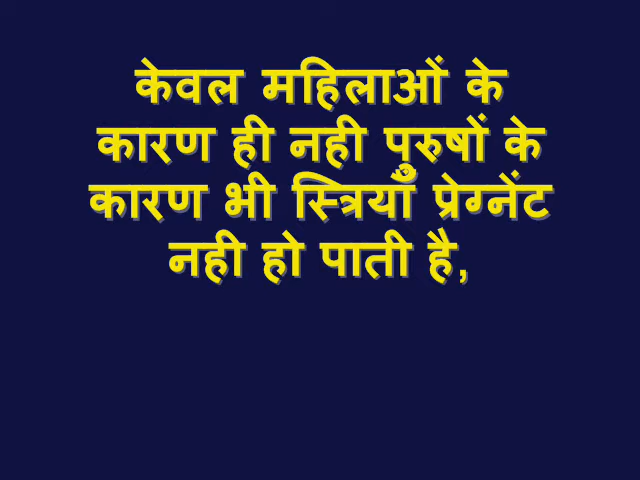 केवल महिलाओं के
कारण ही नही पुरुषों के
कारण भी स्त्रियाँ प्रेग्नेंट
नही हो पाती है,